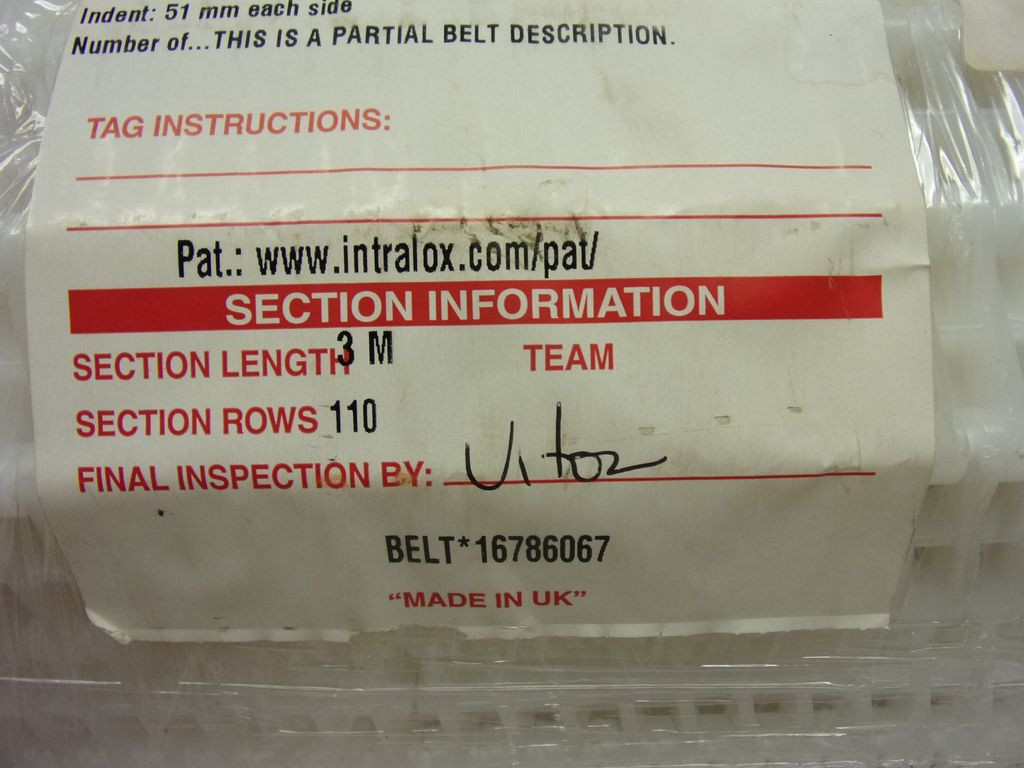 Indent: 51 mm each side
Number of...THIS IS A PARTIAL BELT DESCRIPTION.
TAG INSTRUCTIONS:
Pat.: www.intralox.com/pat/
SECTION INFORMATION
SECTION LENGTH 3 M TEAM
SECTION ROWS 110
FINAL INSPECTION BY: Vitor
BELT*16786067
“MADE IN UK”